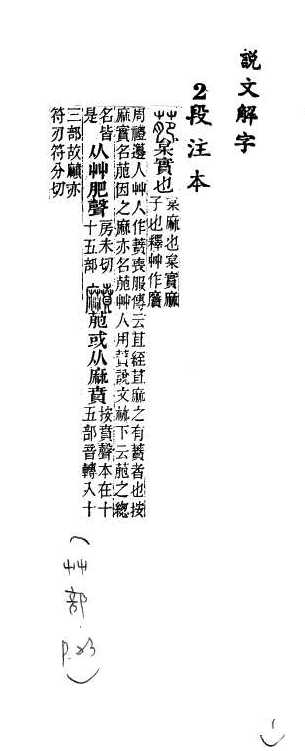 說文解字
2段注本
萉枲實也 枲麻也枲實麻
子也釋艸作黂
周禮籩人艸人作蕡喪服傳云苴絰苴麻之有蕡者也按
麻實名萉因之麻亦名萉艸人用蕡說文𣏟下云萉之總
名皆
是
从艸肥聲
房未切
十五部
萉或从麻賁
按賁聲本在十
五部音轉入十
三部故黂亦
符刃符分切
(艸部. P.23)